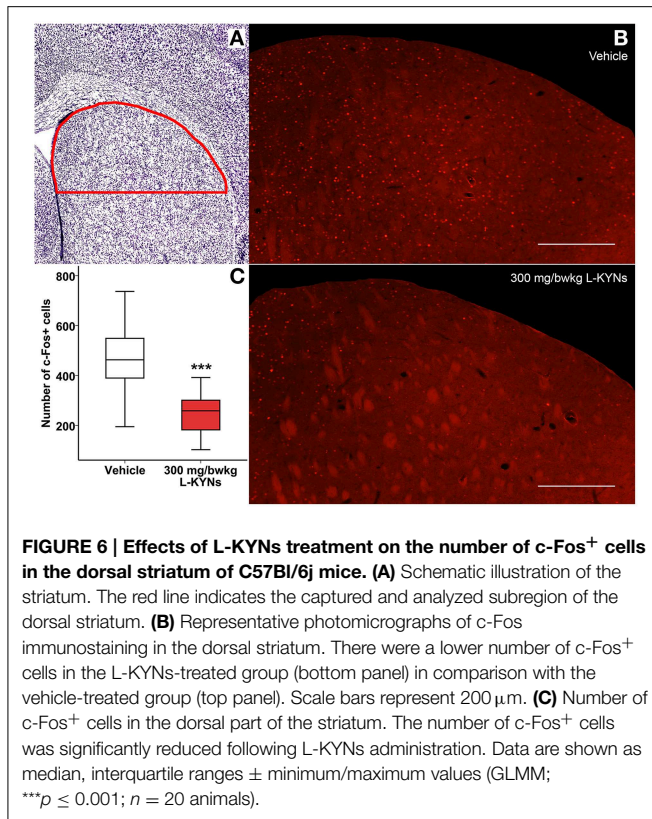 A
B
Vehicle
300 mg/bwkg L-KYNs
C
Number of c-Fos+ cells
800
600
400
200
***
Vehicle
300 mg/bwkg
L-KYNs
FIGURE 6 | Effects of L-KYNs treatment on the number of c-Fos+ cells
in the dorsal striatum of C57Bl/6j mice. (A) Schematic illustration of the
striatum. The red line indicates the captured and analyzed subregion of the
dorsal striatum. (B) Representative photomicrographs of c-Fos
immunostaining in the dorsal striatum. There were a lower number of c-Fos+
cells in the L-KYNs-treated group (bottom panel) in comparison with the
vehicle-treated group (top panel). Scale bars represent 200 μm. (C) Number of
c-Fos+ cells in the dorsal part of the striatum. The number of c-Fos+ cells
was significantly reduced following L-KYNs administration. Data are shown as
median, interquartile ranges ± minimum/maximum values (GLMM;
***p ≤ 0.001; n = 20 animals).